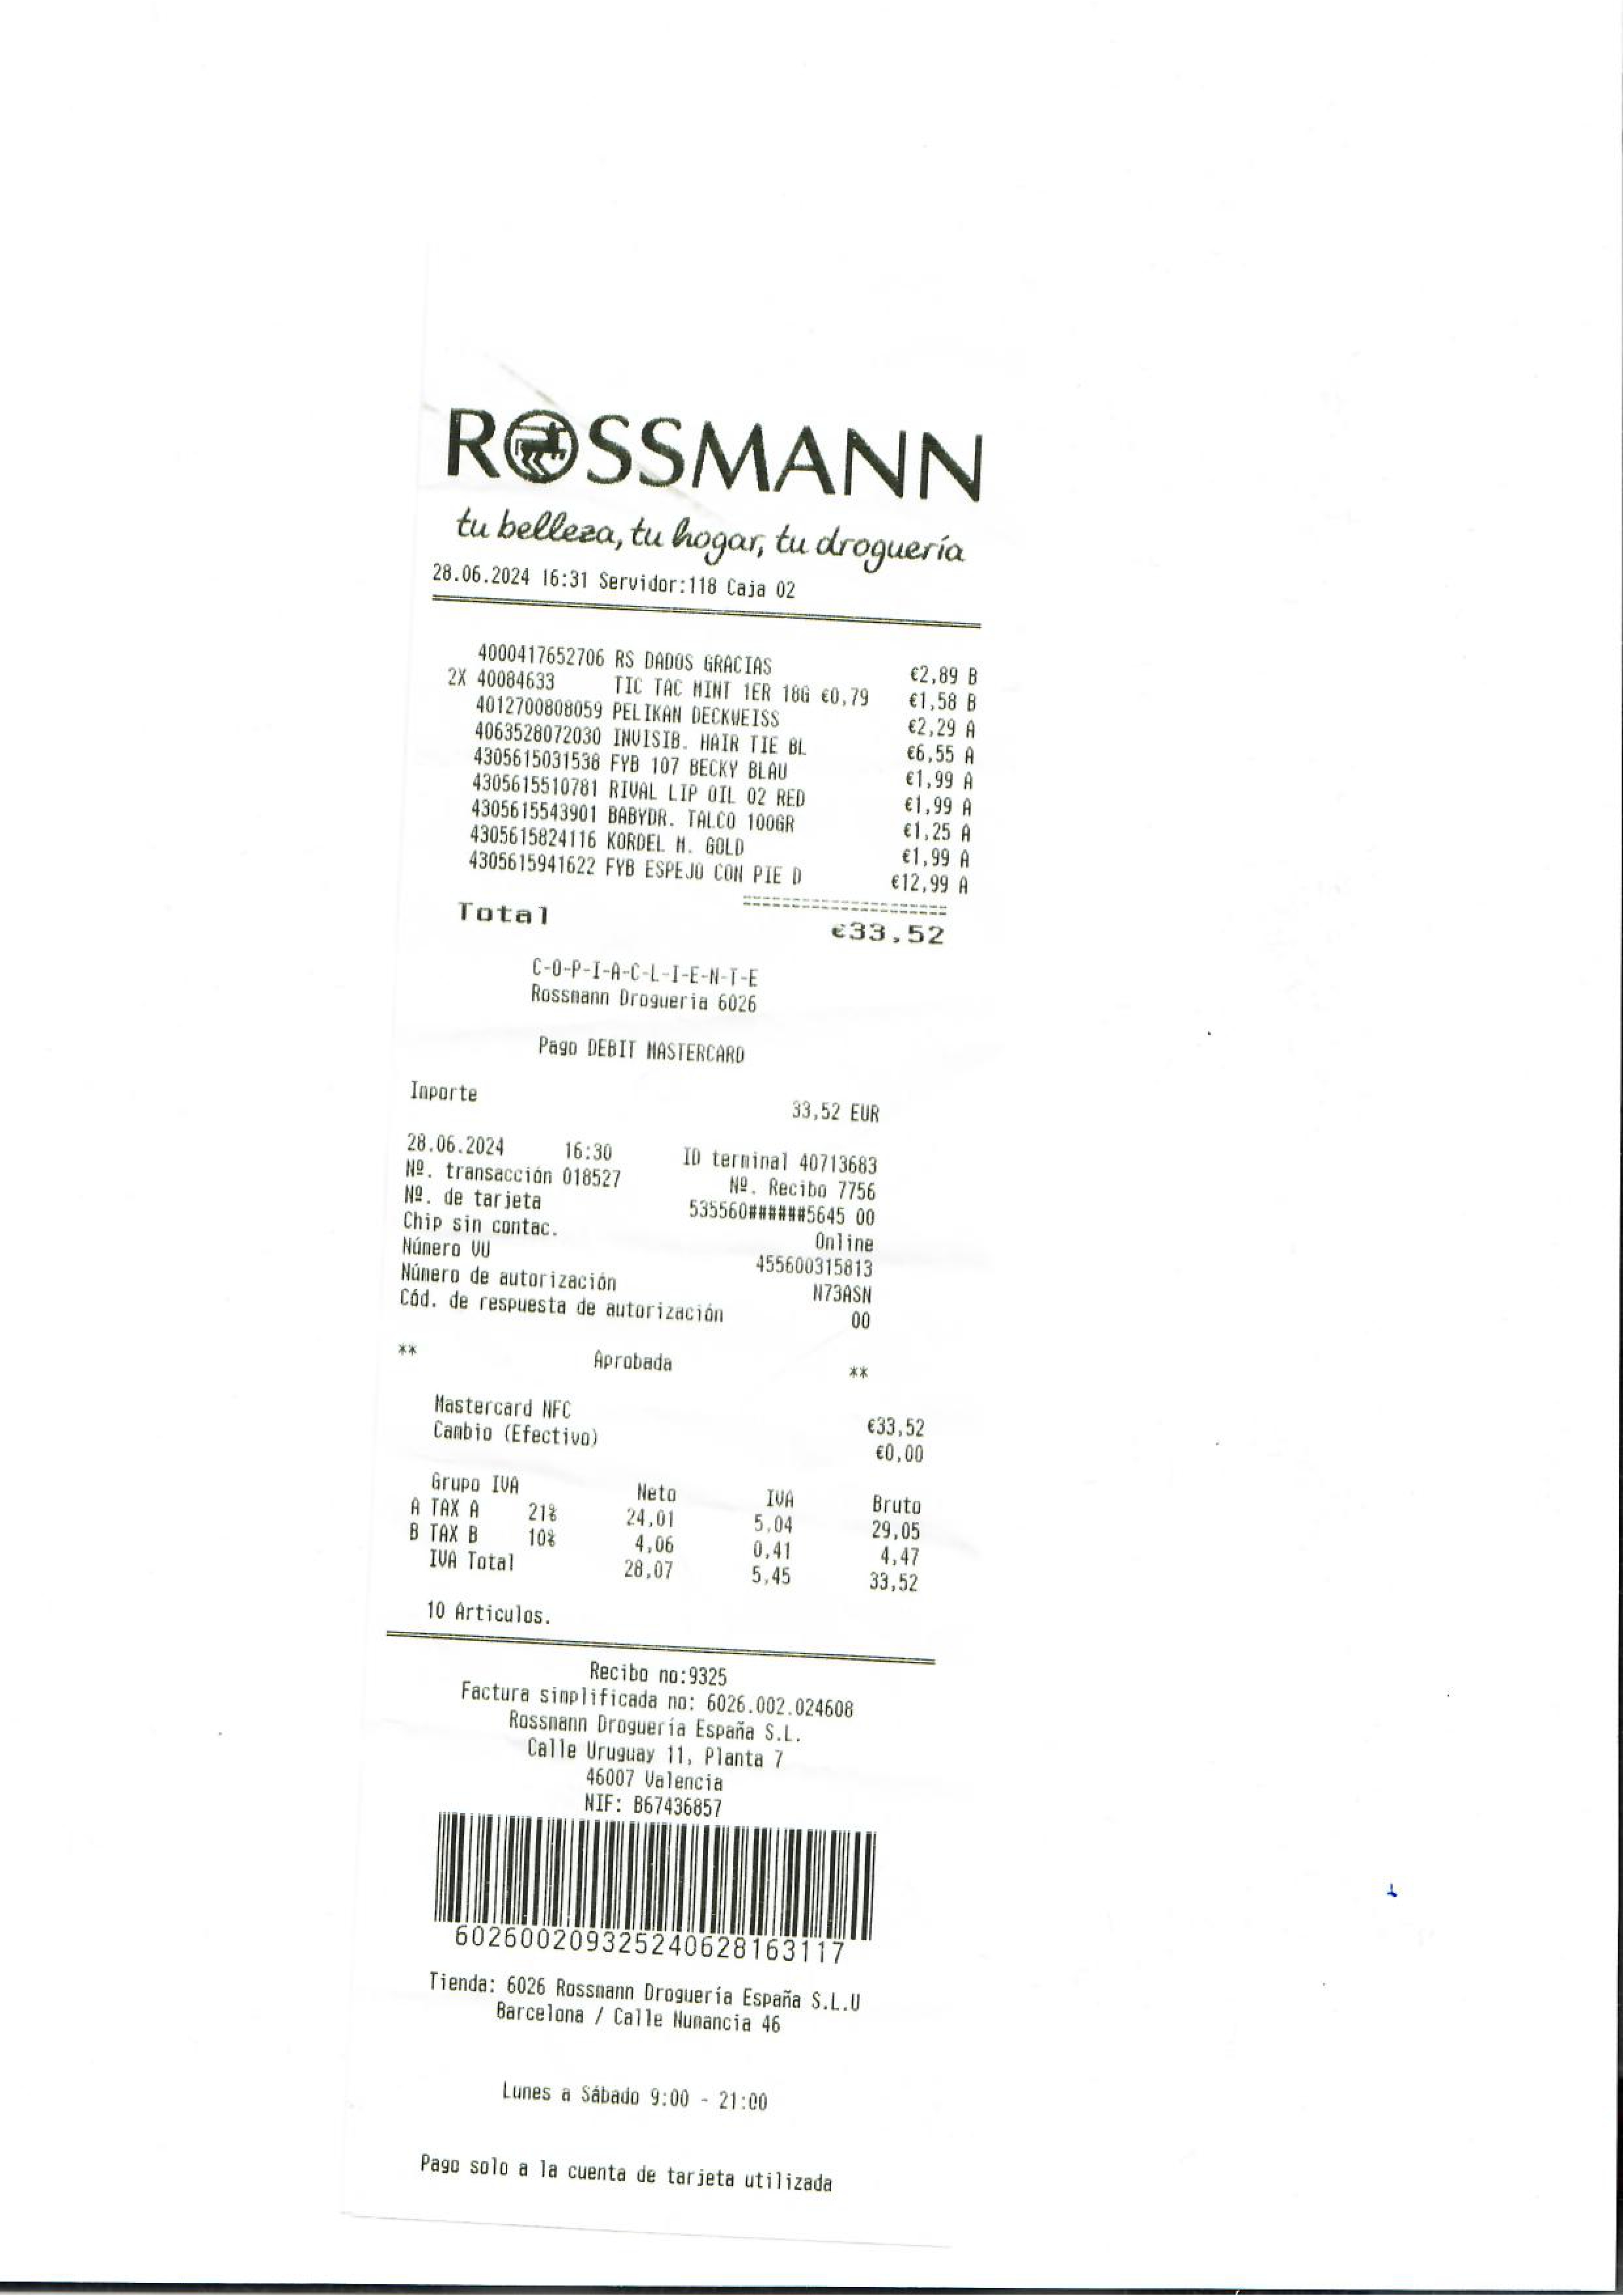 ROSSMANN
tu belleza, tu hogar, tu droguería
28.06.2024 16:31 Servidor:118 Caja 02
4000417652706 RS DADOS GRACIAS €2,89 B
2X 40084633 TIC TAC MINT 1ER 18G €0,79 €1,58 B
4012700808059 PELIKAN DECKWEISS €2,29 A
4063528072030 INVISIB. HAIR TIE BL €6,55 A
4305615031538 FYB 107 BECKY BLAU €1,99 A
4305615510781 RIVAL LIP OIL 02 RED €1,99 A
4305615543901 BABYDR. TALCO 100GR €1,25 A
4305615824116 KORDEL M. GOLD €1,99 A
4305615941622 FYB ESPEJO CON PIE D €12,99 A
Total €33,52
C-O-P-I-A-C-L-I-E-N-T-E
Rossmann Drogueria 6026
Pago DEBIT MASTERCARD
Importe 33,52 EUR
28.06.2024 16:30 ID terminal 40713683
Nº. transacción 018527 Nº. Recibo 7756
Nº. de tarjeta 535560######5645 00
Chip sin contac. Online
Número VU 455600315813
Número de autorización N73ASN
Cód. de respuesta de autorización 00
** Aprobada **
Mastercard NFC €33,52
Cambio (Efectivo) €0,00
Grupo IVA Neto IVA Bruto
A TAX A 21% 24,01 5,04 29,05
B TAX B 10% 4,06 0,41 4,47
IVA Total 28,07 5,45 33,52
10 Articulos.
Recibo no:9325
Factura simplificada no: 6026.002.024608
Rossmann Droguería España S.L.
Calle Uruguay 11, Planta 7
46007 Valencia
NIF: B67436857
6026002093252406281 63117
Tienda: 6026 Rossmann Droguería España S.L.U
Barcelona / Calle Numancia 46
Lunes a Sábado 9:00 - 21:00
Pago solo a la cuenta de tarjeta utilizada